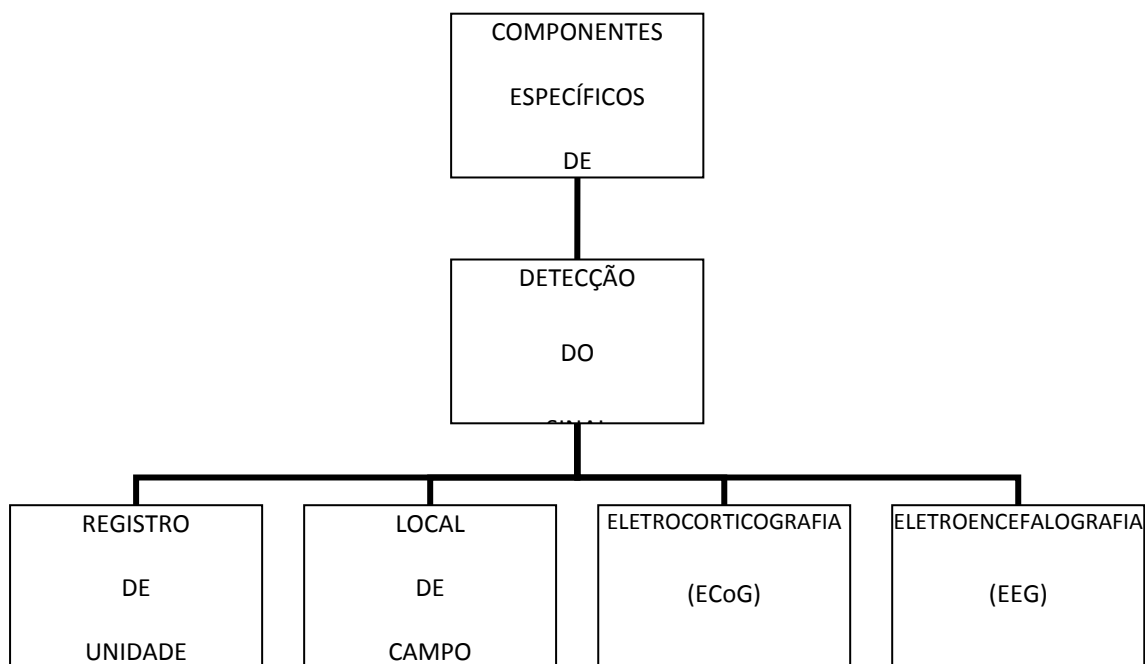 COMPONENTES
ESPECÍFICOS
DE
DETECÇÃO
DO
REGISTRO
DE
UNIDADE
LOCAL
DE
CAMPO
ELETROCORTICOGRAFIA
(ECoG)
ELETROENCEFALOGRAFIA
(EEG)